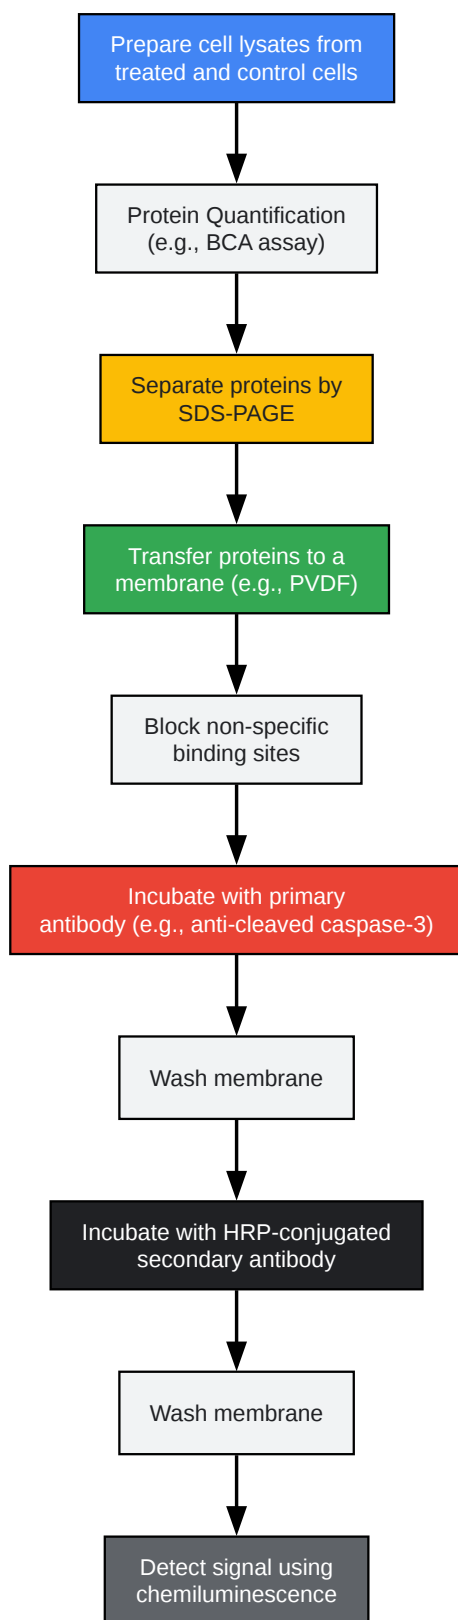 Prepare cell lysates from
treated and control cells
Protein Quantification
(e.g., BCA assay)
Separate proteins by
SDS-PAGE
Transfer proteins to a
membrane (e.g., PVDF)
Block non-specific
binding sites
Incubate with primary
antibody (e.g., anti-cleaved caspase-3)
Wash membrane
Incubate with HRP-conjugated
secondary antibody
Wash membrane
Detect signal using
chemiluminescence